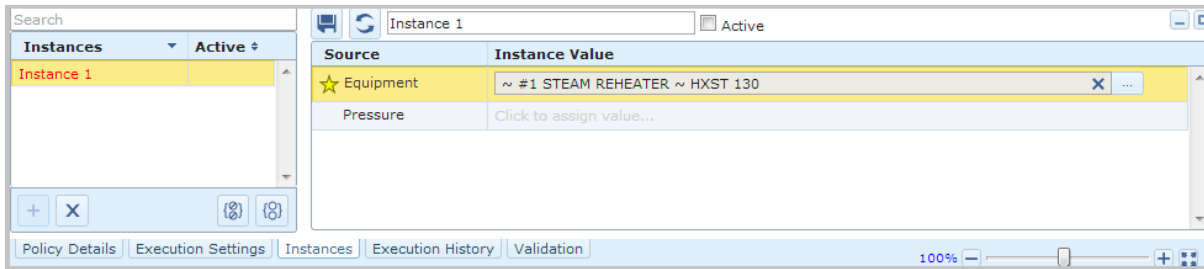 Search
Instances Active
Instance 1
Instance 1 Active
Source Instance Value
Equipment ~ #1 STEAM REHEATER ~ HXST 130 ...
Pressure Click to assign value...
Policy Details Execution Settings Instances Execution History Validation
100%